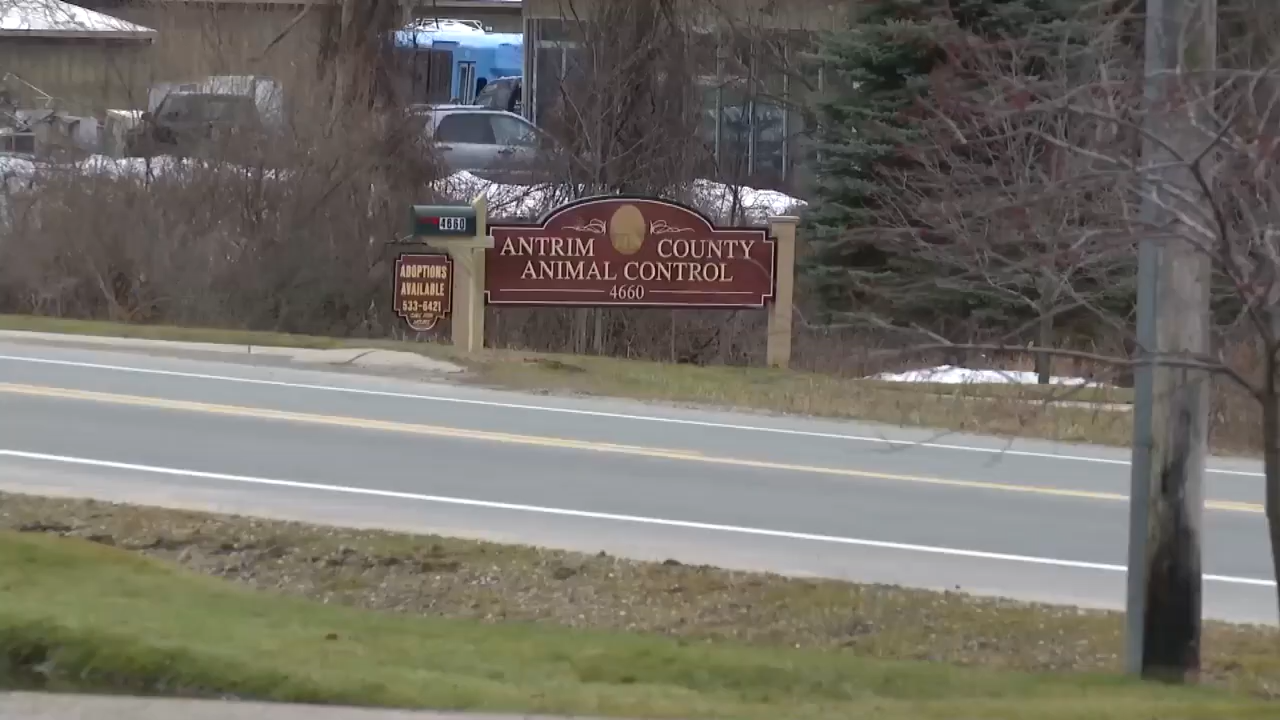 4660
ADOPTIONS
AVAILABLE
533-6421
ANTRIM COUNTY
ANIMAL CONTROL
4660